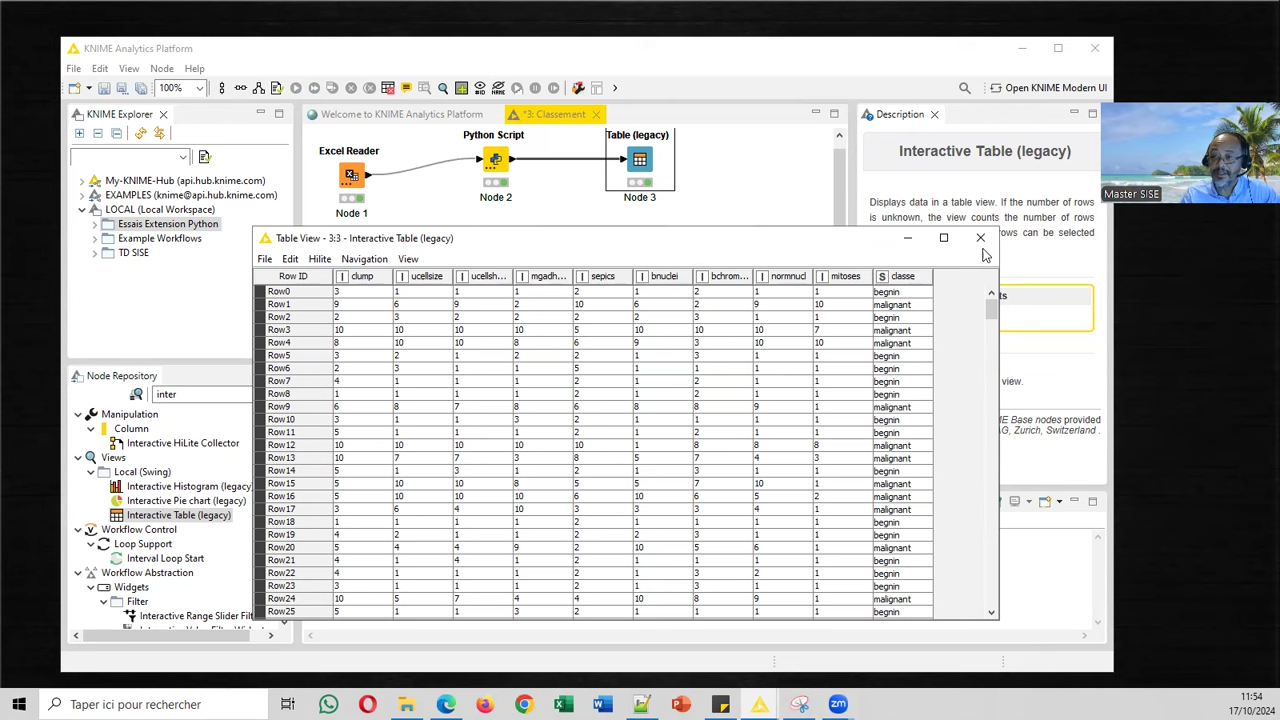 KNIME Analytics Platform
File Edit View Node Help
100%
Open KNIME Modern UI
KNIME Explorer
My-KNIME-Hub (api.hub.knime.com)
EXAMPLES (knime@api.hub.knime.com)
LOCAL (Local Workspace)
Essais Extension Python
Example Workflows
TD SISE
Welcome to KNIME Analytics Platform
*3: Classement
Excel Reader
Node 1
Python Script
Node 2
Table (legacy)
Node 3
Description
Interactive Table (legacy)
Displays data in a table view. If the number of rows
is unknown, the view counts the number of
rows can be selected
view.
ME Base nodes provided
AG, Zurich, Switzerland .
Master SISE
Node Repository
inter
Manipulation
Column
Interactive HiLite Collector
Views
Local (Swing)
Interactive Histogram (legacy)
Interactive Pie chart (legacy)
Interactive Table (legacy)
Workflow Control
Loop Support
Interval Loop Start
Workflow Abstraction
Widgets
Filter
Interactive Range Slider Filt
Table View - 3:3 - Interactive Table (legacy)
File Edit Hilite Navigation View
Row ID I clump I ucellsize I ucellsh... I mgadh... I sepics I bnuclei I bchrom... I normnucl I mitoses S classe
Row0 3 1 1 1 2 1 2 1 1 begnin
Row1 9 6 9 2 10 6 2 9 10 malignant
Row2 2 3 2 2 2 2 3 1 1 begnin
Row3 10 10 10 10 5 10 10 10 7 malignant
Row4 8 10 10 8 6 9 3 10 10 malignant
Row5 3 2 1 2 2 1 3 1 1 begnin
Row6 2 3 1 1 5 1 1 1 1 begnin
Row7 4 1 1 1 2 1 2 1 1 begnin
Row8 1 1 1 1 2 1 2 1 1 begnin
Row9 6 8 7 8 6 8 8 9 1 malignant
Row10 3 1 1 3 2 1 1 1 1 begnin
Row11 5 1 1 1 2 1 2 1 1 begnin
Row12 10 10 10 10 10 1 8 8 8 malignant
Row13 10 7 7 3 8 5 7 4 3 malignant
Row14 5 1 3 1 2 1 3 1 1 begnin
Row15 5 10 10 8 5 5 7 10 1 malignant
Row16 5 10 10 10 6 10 6 5 2 malignant
Row17 3 6 4 10 3 3 3 4 1 malignant
Row18 1 1 1 1 2 1 1 1 1 begnin
Row19 4 2 1 1 2 2 3 1 1 begnin
Row20 5 4 4 9 2 10 5 6 1 malignant
Row21 4 1 4 1 2 1 1 1 1 begnin
Row22 4 1 1 1 2 1 3 2 1 begnin
Row23 3 1 1 1 2 1 3 1 1 begnin
Row24 10 5 7 4 4 10 8 9 1 malignant
Row25 5 1 1 3 2 1 1 1 1 begnin
Taper ici pour rechercher
11:54
17/10/2024